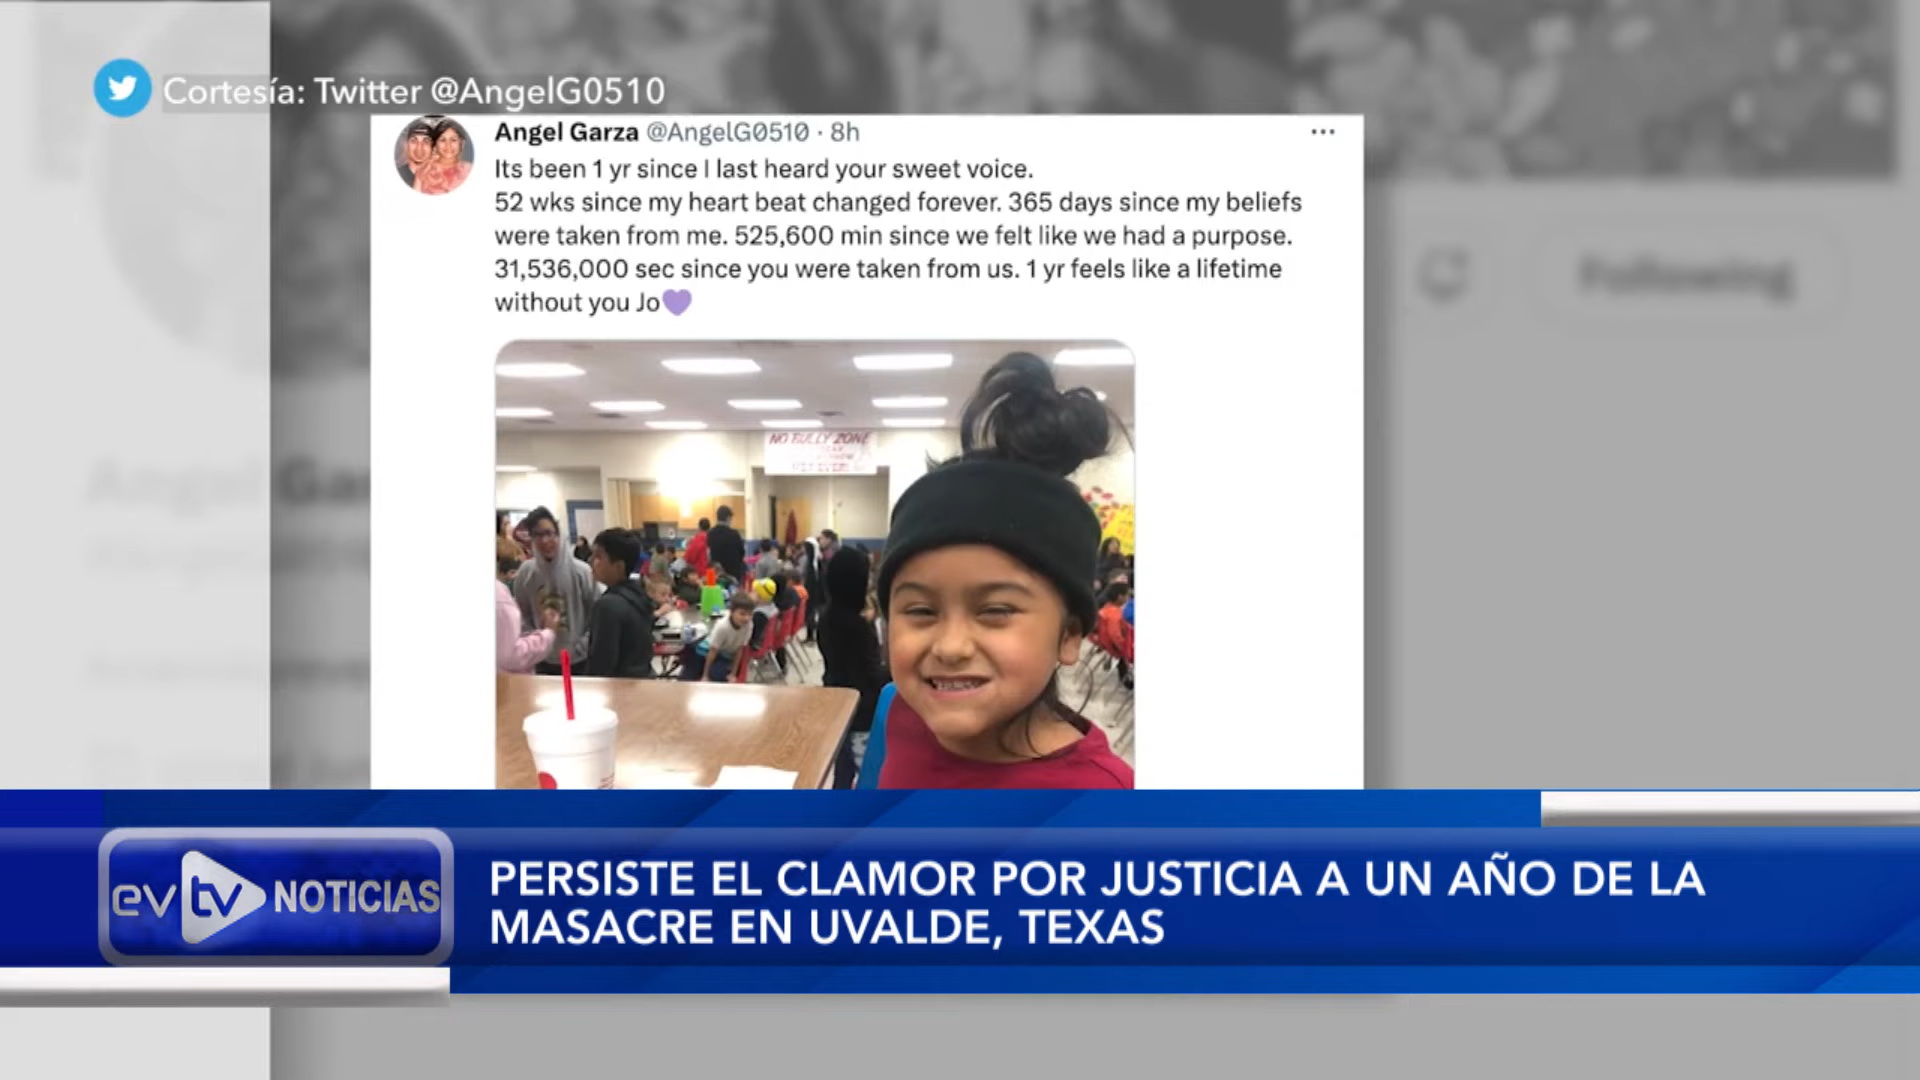 Cortesía: Twitter @AngelG0510
Angel Garza @AngelG0510 · 8h
Its been 1 yr since I last heard your sweet voice.
52 wks since my heart beat changed forever. 365 days since my beliefs
were taken from me. 525,600 min since we felt like we had a purpose.
31,536,000 sec since you were taken from us. 1 yr feels like a lifetime
without you Jo💜
Following
NO BULLY ZONE
evtv NOTICIAS
PERSISTE EL CLAMOR POR JUSTICIA A UN AÑO DE LA
MASACRE EN UVALDE, TEXAS